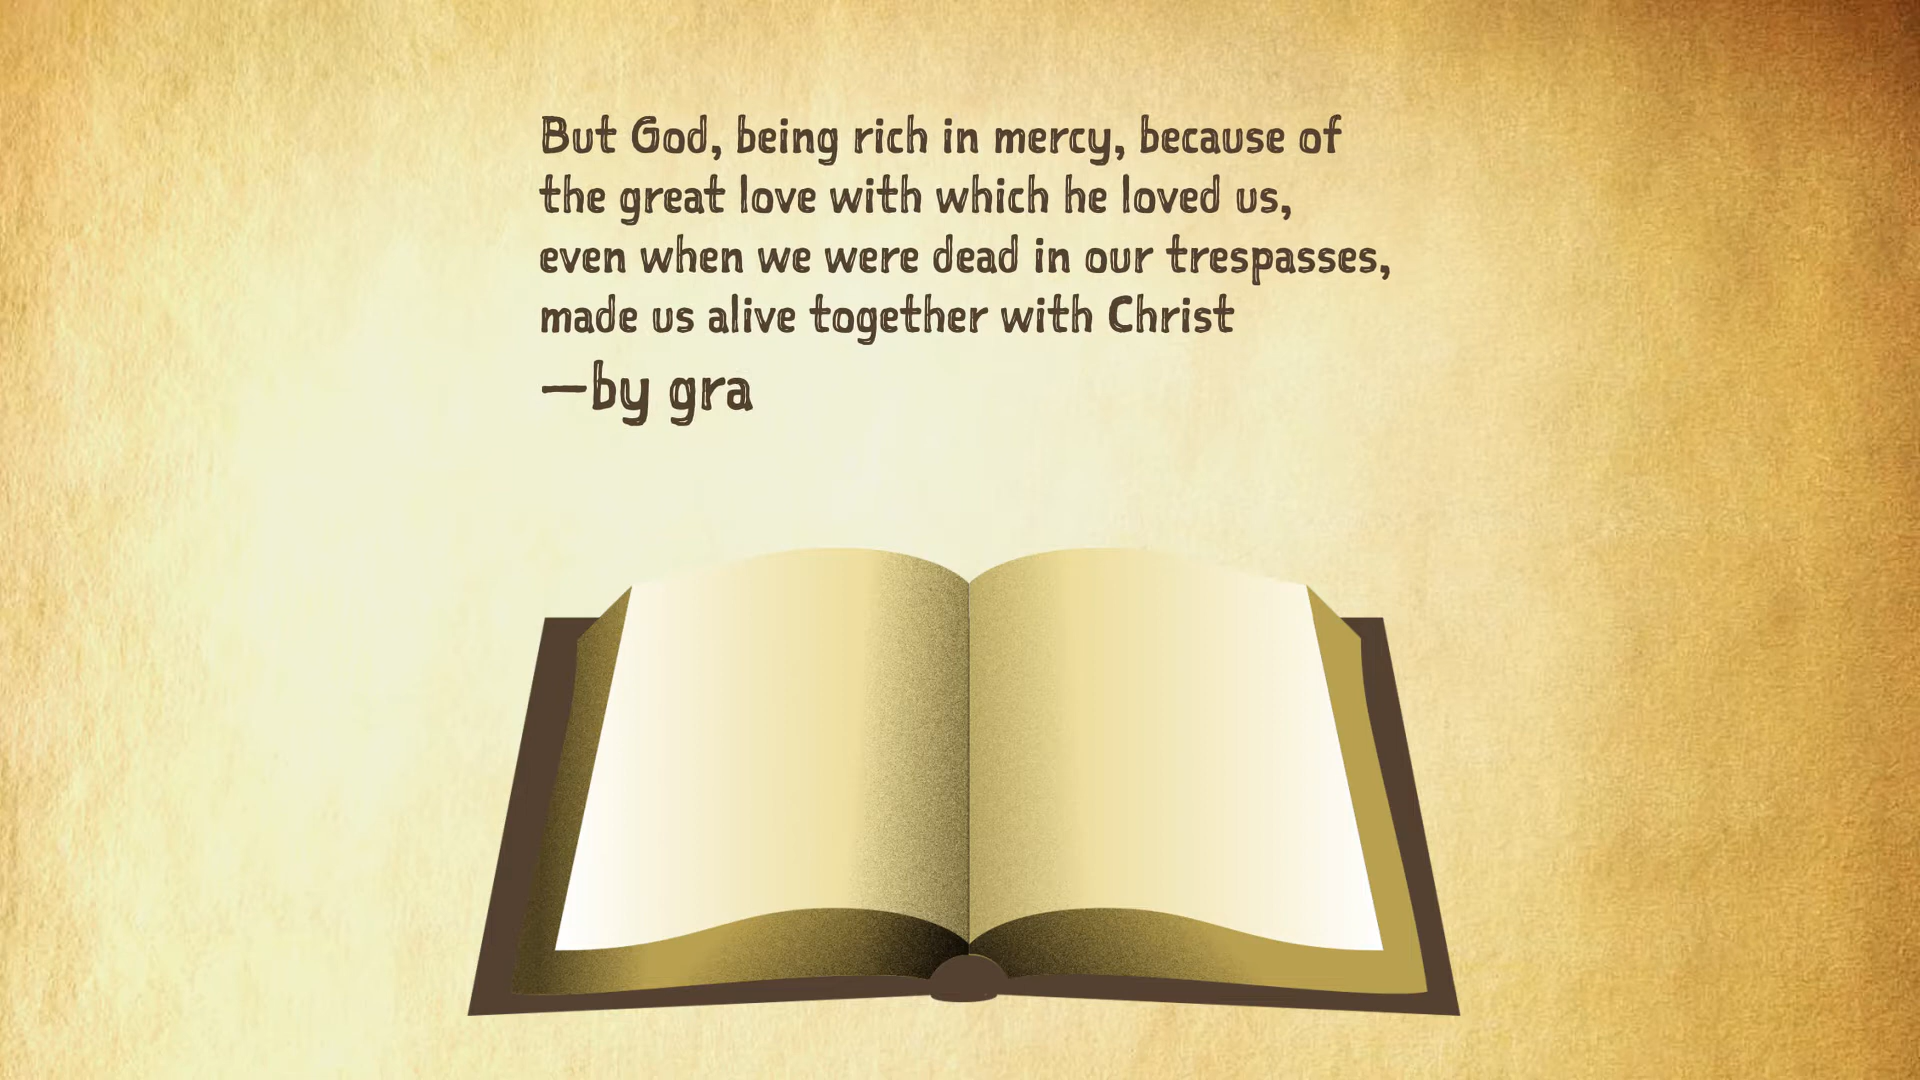 But God, being rich in mercy, because of
the great love with which he loved us,
even when we were dead in our trespasses,
made us alive together with Christ
—by gra